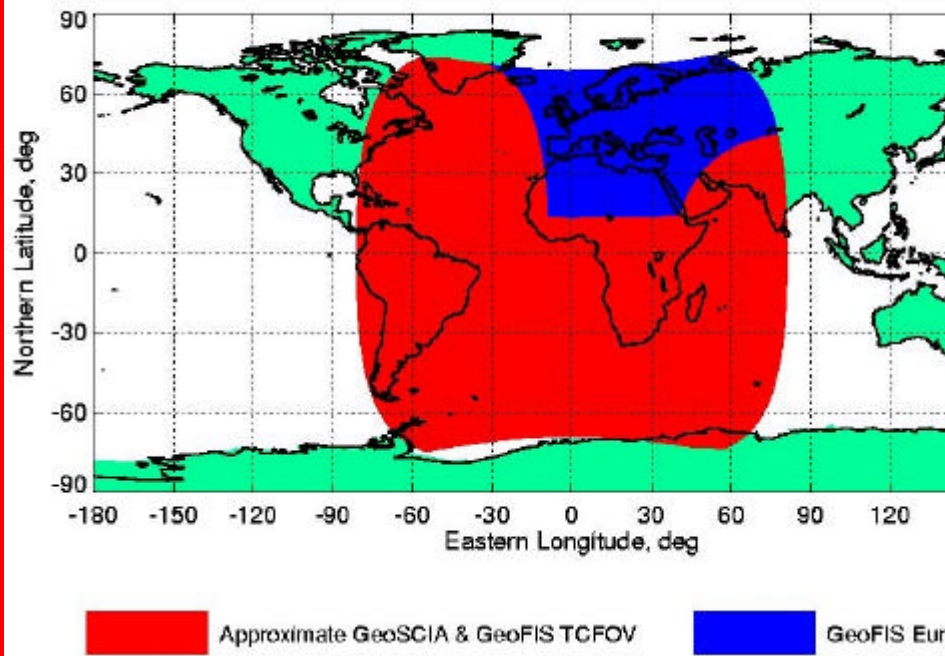 90
60
30
0
-30
-60
-90
Northern Latitude, deg
-180 -150 -120 -90 -60 -30 0 30 60 90 120
Eastern Longitude, deg
Approximate GeoSCIA & GeoFIS TCFOV
GeoFIS Eur